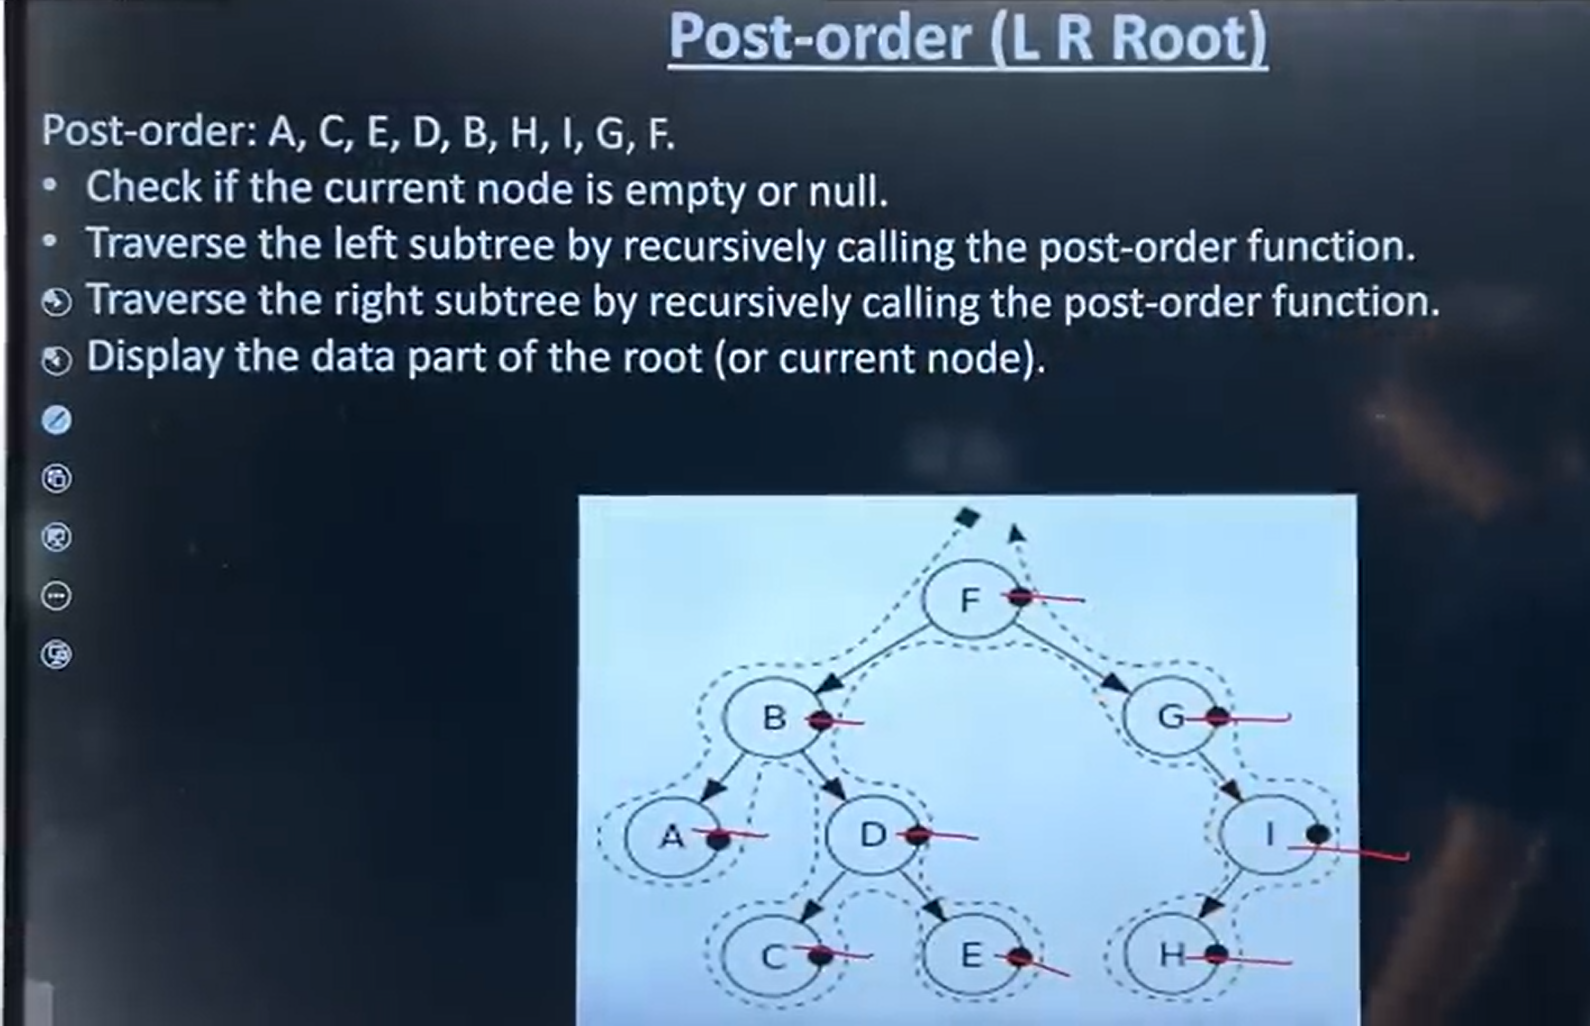 Post-order (L R Root)
Post-order: A, C, E, D, B, H, I, G, F.
• Check if the current node is empty or null.
• Traverse the left subtree by recursively calling the post-order function.
Traverse the right subtree by recursively calling the post-order function.
Display the data part of the root (or current node).
F
B
G
A
D
I
C
E
H